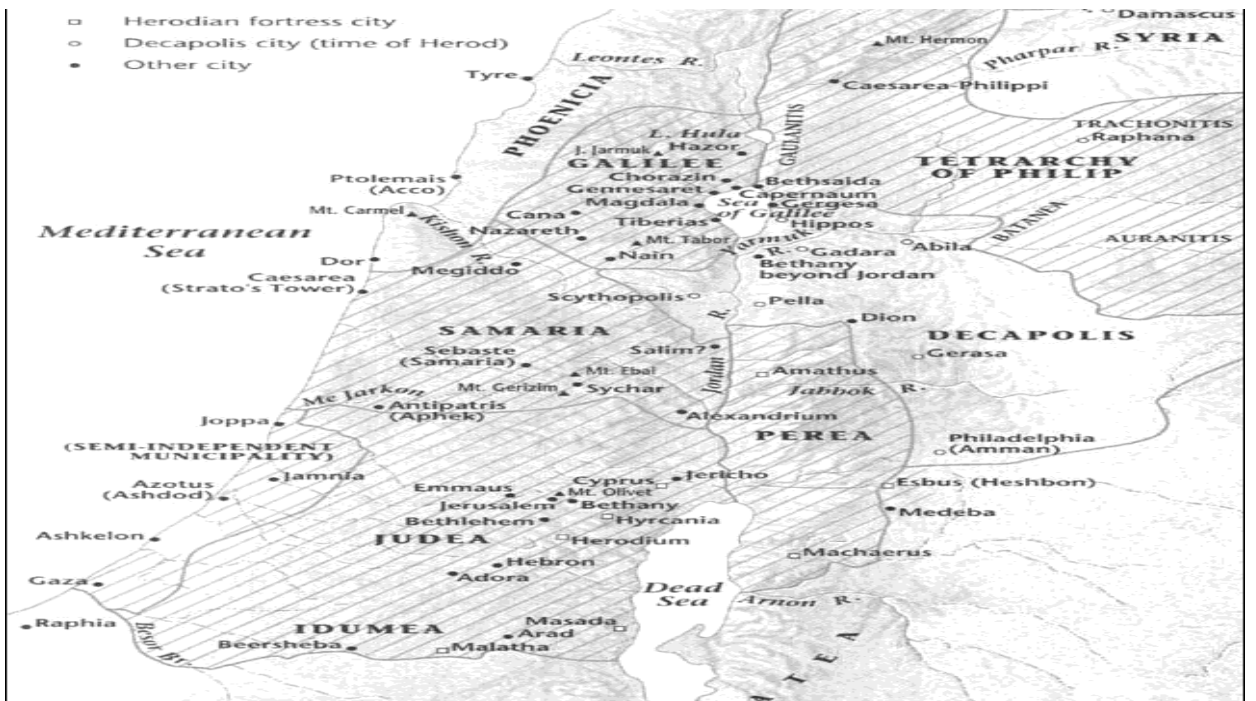 Herodian fortress city
Decapolis city (time of Herod)
Other city
Damascus
SYRIA
Mt. Hermon
Pharpar R.
Leontes R.
Tyre
Caesarea-Philippi
PHOENICIA
GAULANITIS
TRACHONITIS
Raphana
L. Hula
J. Jarmuk
Hazor
GALILEE
TETRARCHY
OF PHILIP
Chorazin
Bethsaida
Ptolemais
(Acco)
Gennesaret
Capernaum
Magdala
Sea
of Galilee
Gergesa
Mt. Carmel
Kishon R.
Cana
Tiberias
Hippos
BATANEA
Mediterranean
Sea
Nazareth
Mt. Tabor
Yarmuk
R.
Gadara
Abila
AURANITIS
Dor
Megiddo
Nain
Bethany
beyond Jordan
Caesarea
(Strato's Tower)
Scythopolis
Pella
Dion
SAMARIA
DECAPOLIS
Sebaste
(Samaria)
Salim?
Jordan R.
Gerasa
Mt. Ebal
Amathus
Mt. Gerizim
Sychar
Jabbok R.
Me Jarkon
Antipatris
(Aphek)
Alexandrium
Joppa
PEREA
(SEMI-INDEPENDENT
MUNICIPALITY)
Philadelphia
(Amman)
Jamnia
Azotus
(Ashdod)
Emmaus
Cyprus
Jericho
Esbus (Heshbon)
Mt. Olivet
Jerusalem
Bethany
Medeba
Bethlehem
Hyrcania
Ashkelon
JUDEA
Herodium
Machaerus
Hebron
Gaza
Adora
Dead
Sea
Arnon R.
Raphia
Besor Br.
IDUMEA
Masada
Arad
Beersheba
Malatha
ATEA